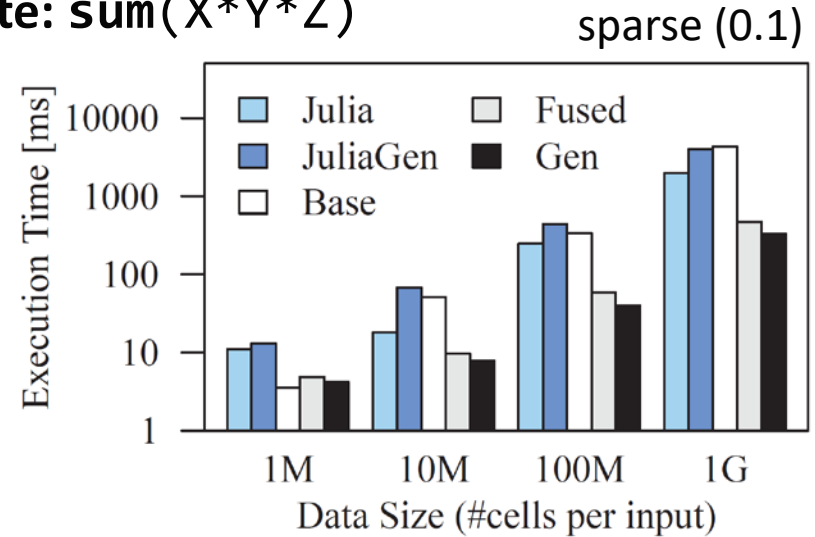 te: sum(X*Y*Z)
sparse (0.1)
Execution Time [ms]
10000
1000
100
10
1
Julia
JuliaGen
Base
Fused
Gen
1M 10M 100M 1G
Data Size (#cells per input)